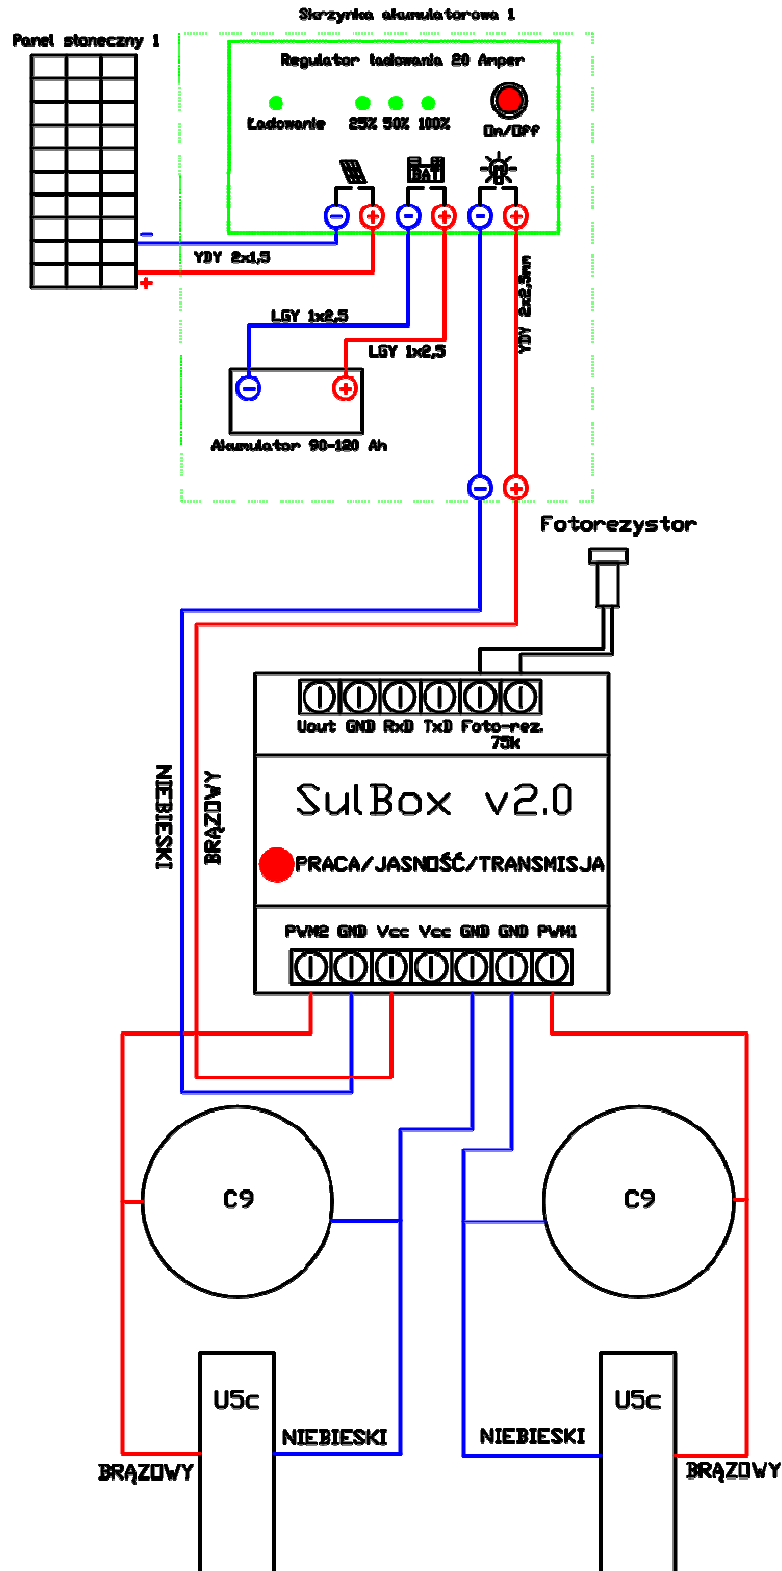 Skrzynka akumulatorowa 1
Panel słoneczny 1
Regulator ładowania 20 Amper
Ładowanie 25% 50% 100%
On/Off
BAT
- + - + - +
-
YDY 2x1,5
+
YDY 2x2,5mm
LGY 1x2,5
LGY 1x2,5
- +
Akumulator 90-120 Ah
- +
Fotorezystor
Uout GND RxD TxD Foto-rez.
75k
NIEBIESKI
BRĄZOWY
SulBox v2.0
PRACA/JASNOŚĆ/TRANSMISJA
PWM2 GND Vcc Vcc GND GND PWM1
C9 C9
U5c U5c
NIEBIESKI NIEBIESKI
BRĄZOWY BRĄZOWY